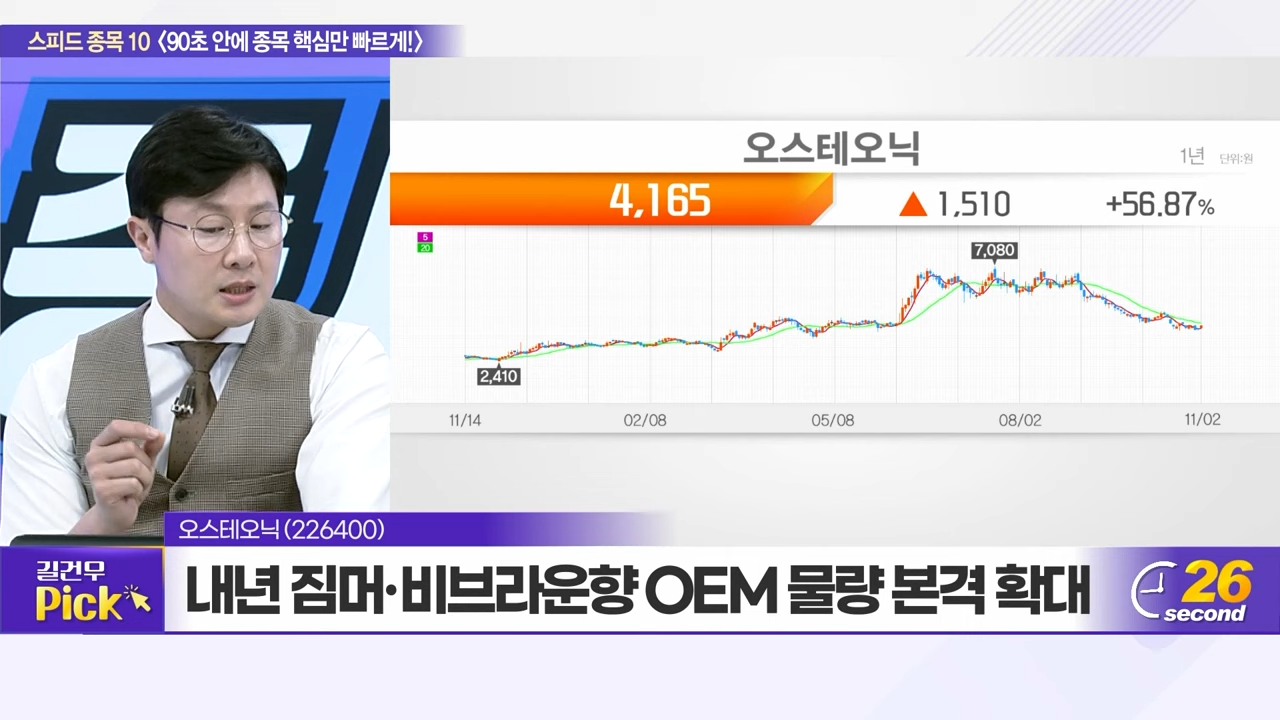 스피드 종목 10 〈90초 안에 종목 핵심만 빠르게!〉
오스테오닉
1년 단위:원
4,165 ▲ 1,510 +56.87%
5
20
7,080
2,410
11/14 02/08 05/08 08/02 11/02
오스테오닉(226400)
길건무
Pick
내년 짐머·비브라운향 OEM 물량 본격 확대
26
second